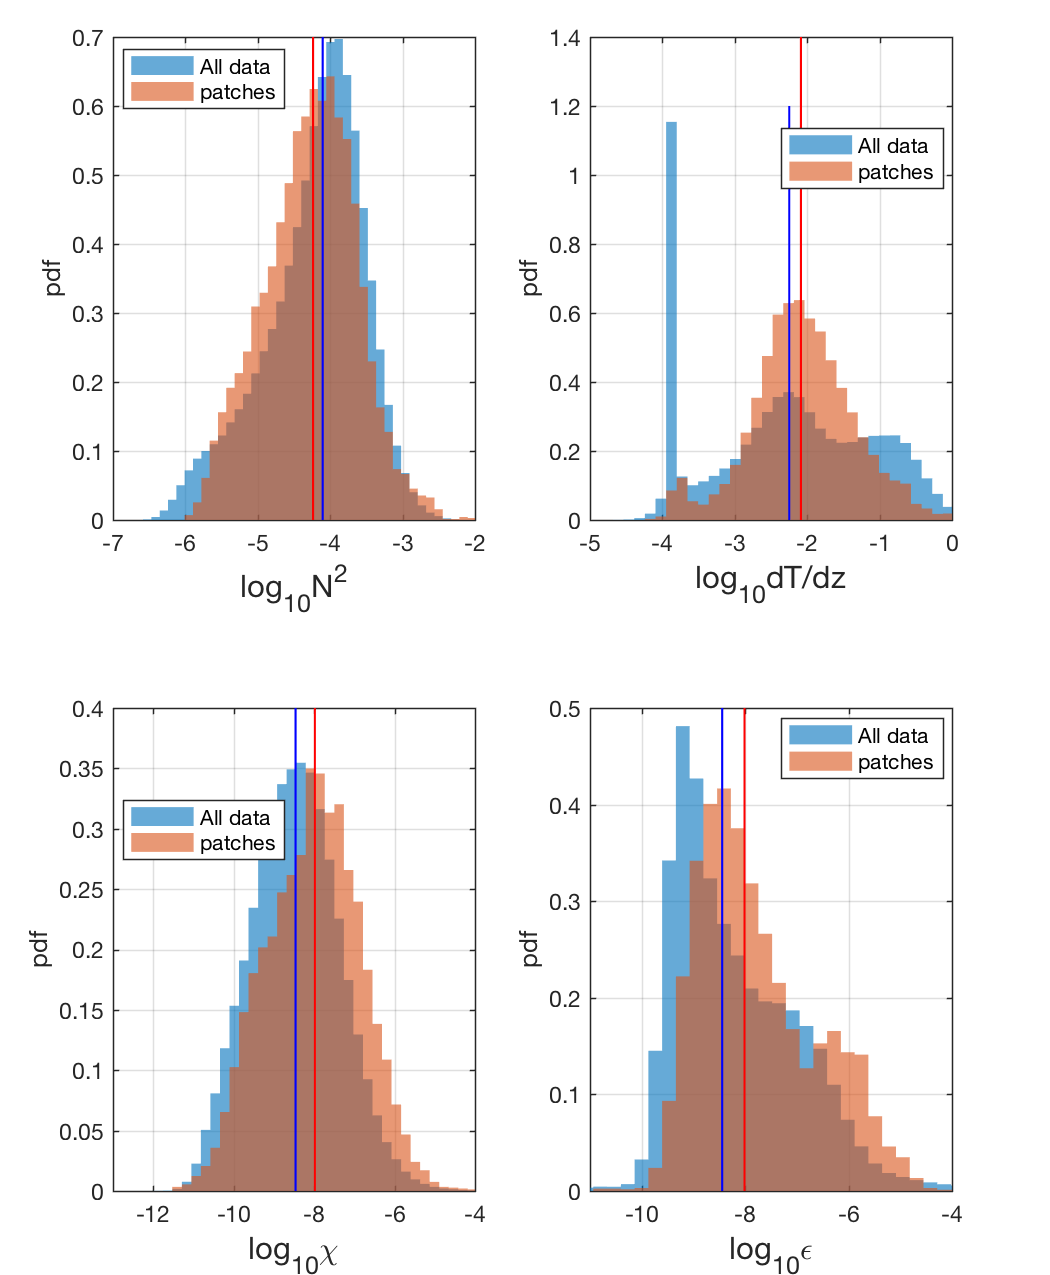 0.7
0.6
0.5
0.4
0.3
0.2
0.1
0
pdf
All data
patches
-7 -6 -5 -4 -3 -2
log₁₀N²
1.4
1.2
1
0.8
0.6
0.4
0.2
0
pdf
All data
patches
-5 -4 -3 -2 -1 0
log₁₀dT/dz
0.4
0.35
0.3
0.25
0.2
0.15
0.1
0.05
0
pdf
All data
patches
-12 -10 -8 -6 -4
log₁₀χ
0.5
0.4
0.3
0.2
0.1
0
pdf
All data
patches
-10 -8 -6 -4
log₁₀ϵ